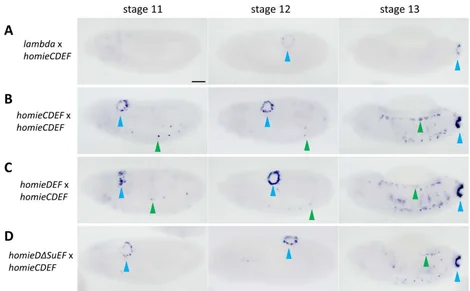 stage 11
stage 12
stage 13
A
lambda x
homieCDEF
B
homieCDEF x
homieCDEF
C
homieDEF x
homieCDEF
D
homieDΔSuEF x
homieCDEF